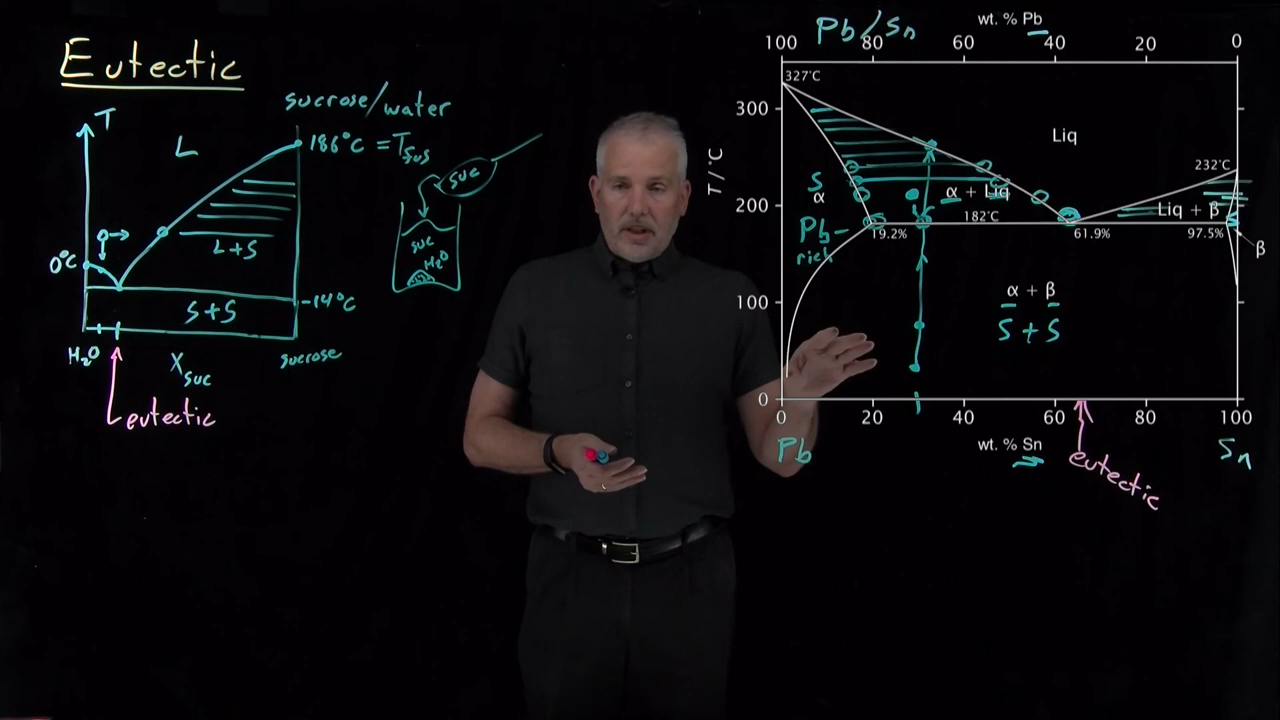 Eutectic
T
sucrose/water
L
186°C = T_sus
suc
suc
H₂O
L+S
0°C
S+S
-14°C
H₂O
X_suc
sucrose
eutectic
Pb/Sn
wt. % Pb
100 80 60 40 20 0
327°C
300
Liq
T/°C
232°C
S
α
α + Liq
200
182°C
Liq + β
Pb-
rich
19.2%
61.9%
97.5%
β
α + β
100
S + S
0
0 20 40 60 80 100
Pb
wt. % Sn
Sn
eutectic